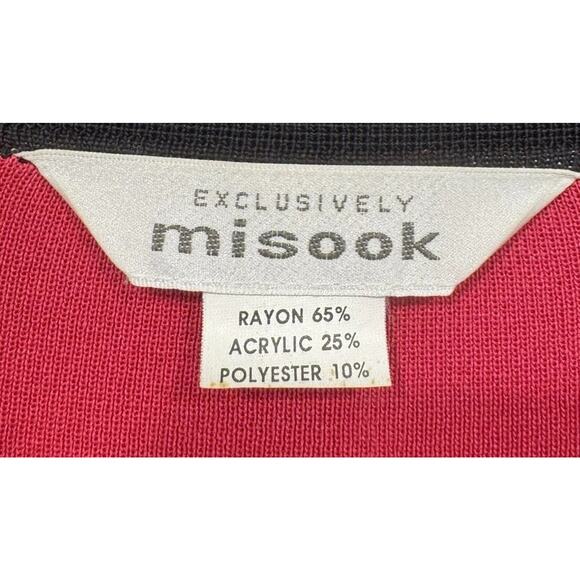 EXCLUSIVELY
misook
RAYON 65%
ACRYLIC 25%
POLYESTER 10%